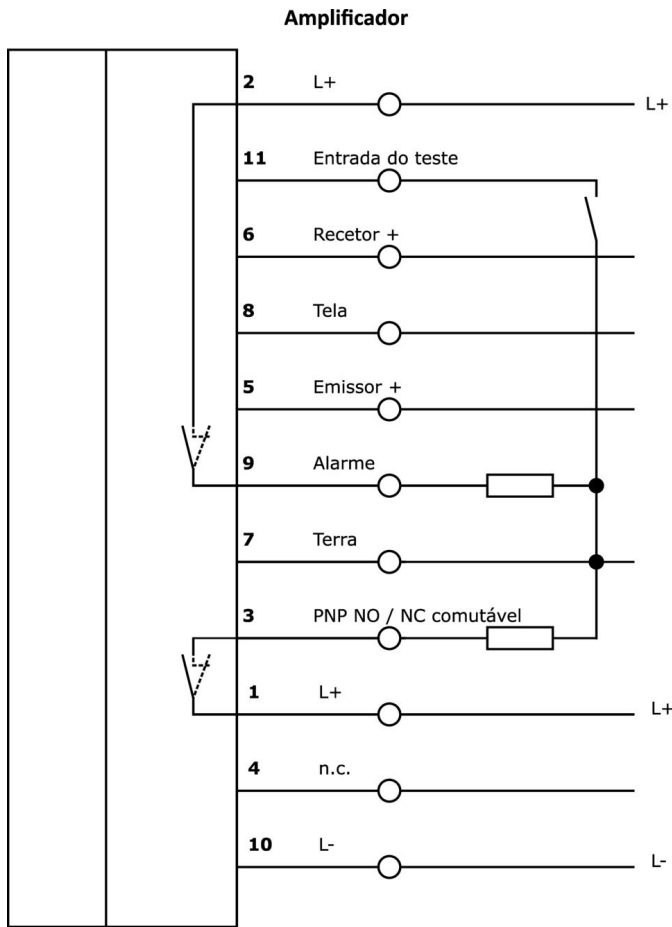 Amplificador
2 L+
L+
11 Entrada do teste
6 Recetor +
8 Tela
5 Emissor +
9 Alarme
7 Terra
3 PNP NO / NC comutável
1 L+
L+
4 n.c.
10 L-
L-